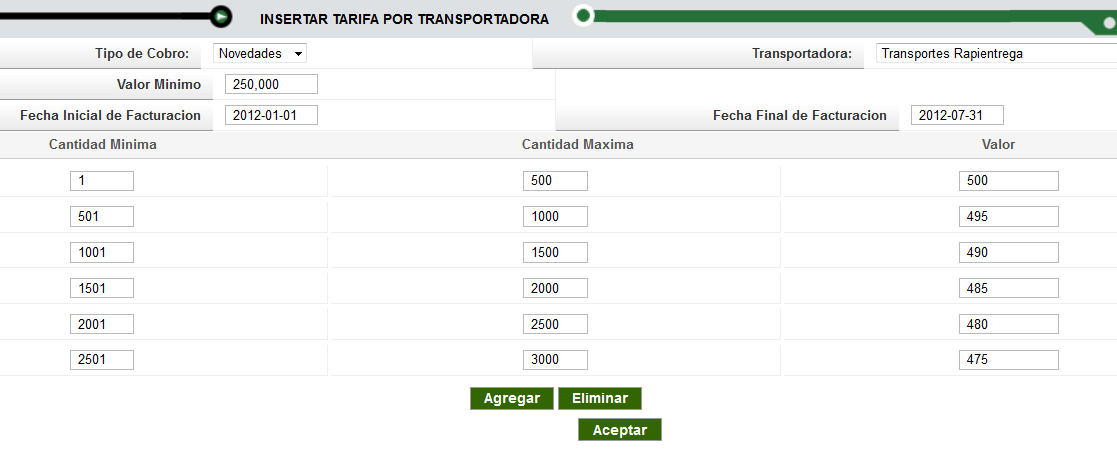 INSERTAR TARIFA POR TRANSPORTADORA
Tipo de Cobro: Novedades Transportadora: Transportes Rapientrega
Valor Minimo 250,000
Fecha Inicial de Facturacion 2012-01-01 Fecha Final de Facturacion 2012-07-31
Cantidad Minima Cantidad Maxima Valor
1 500 500
501 1000 495
1001 1500 490
1501 2000 485
2001 2500 480
2501 3000 475
Agregar Eliminar
Aceptar